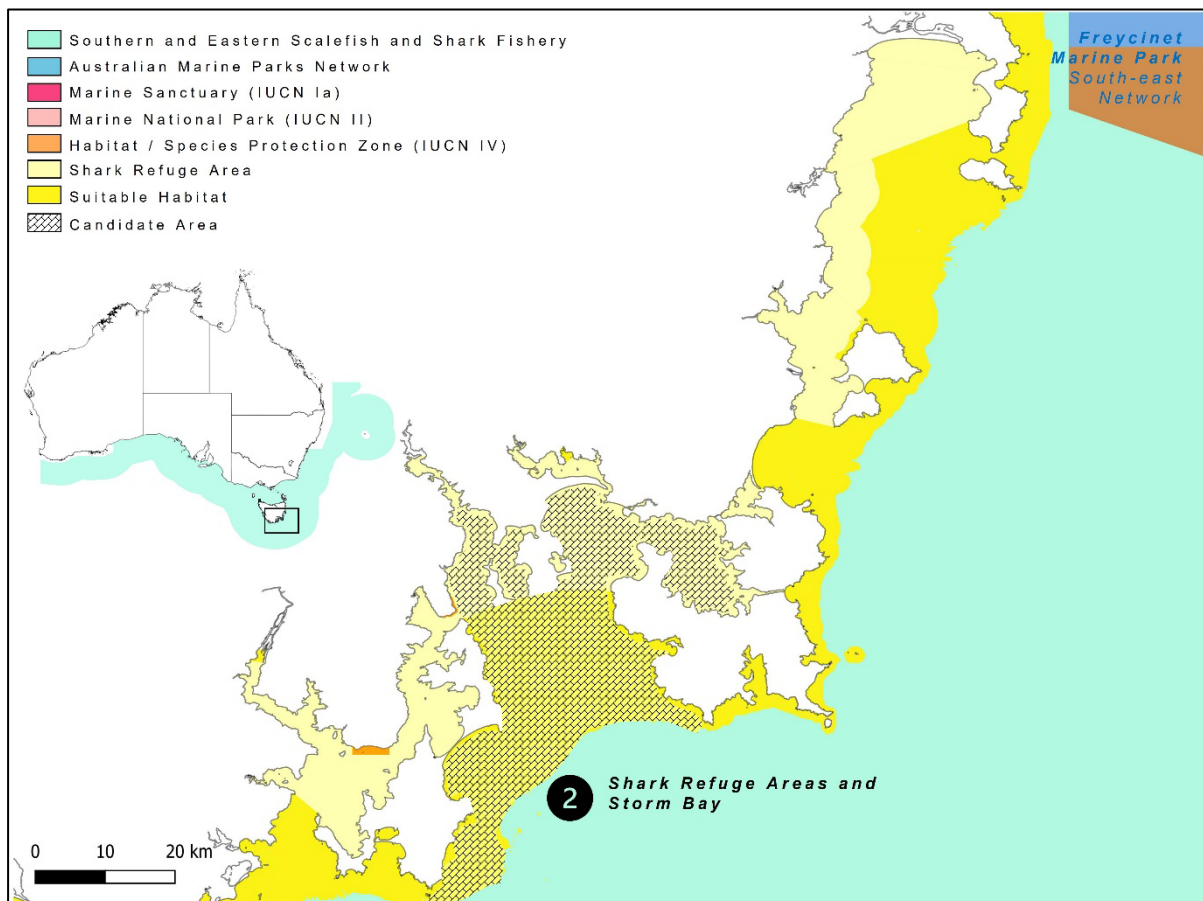 Southern and Eastern Scalefish and Shark Fishery
Australian Marine Parks Network
Marine Sanctuary (IUCN Ia)
Marine National Park (IUCN II)
Habitat / Species Protection Zone (IUCN IV)
Shark Refuge Area
Suitable Habitat
Candidate Area
Freycinet
Marine Park
South-east
Network
2
Shark Refuge Areas and
Storm Bay
0 10 20 km